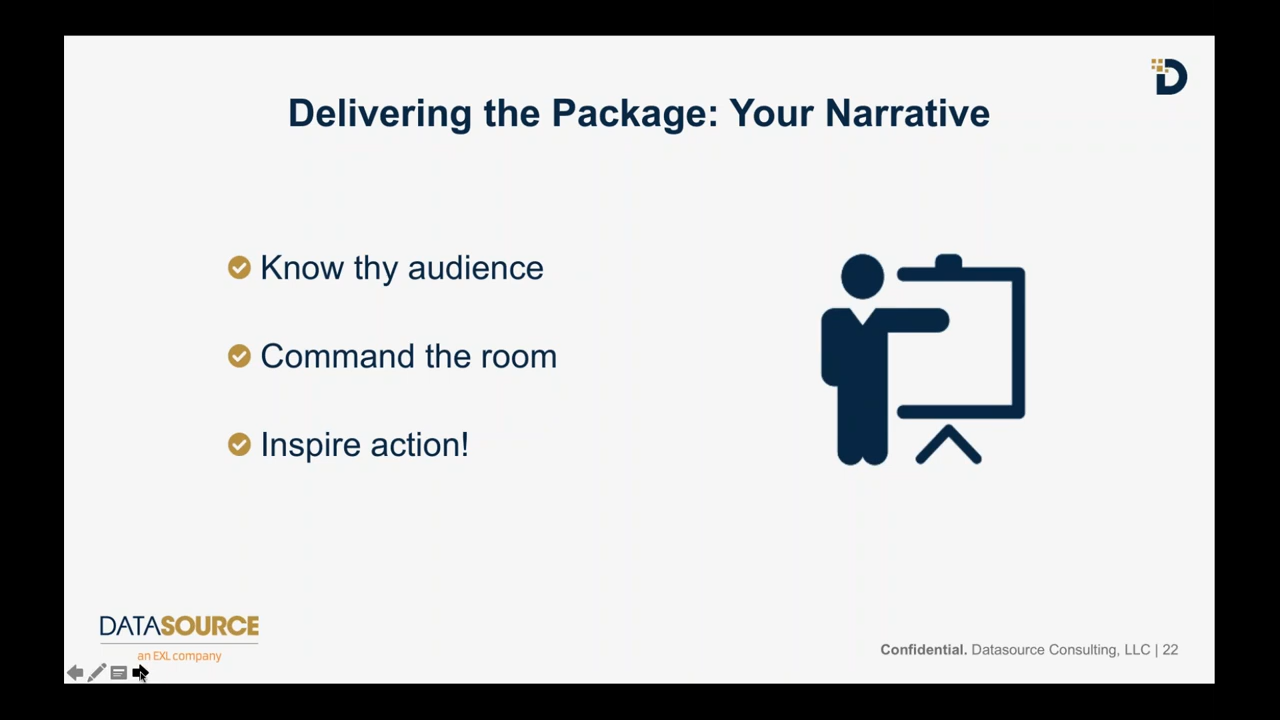 Delivering the Package: Your Narrative
Know thy audience
Command the room
Inspire action!
DATASOURCE
an EXL company
Confidential. Datasource Consulting, LLC | 22